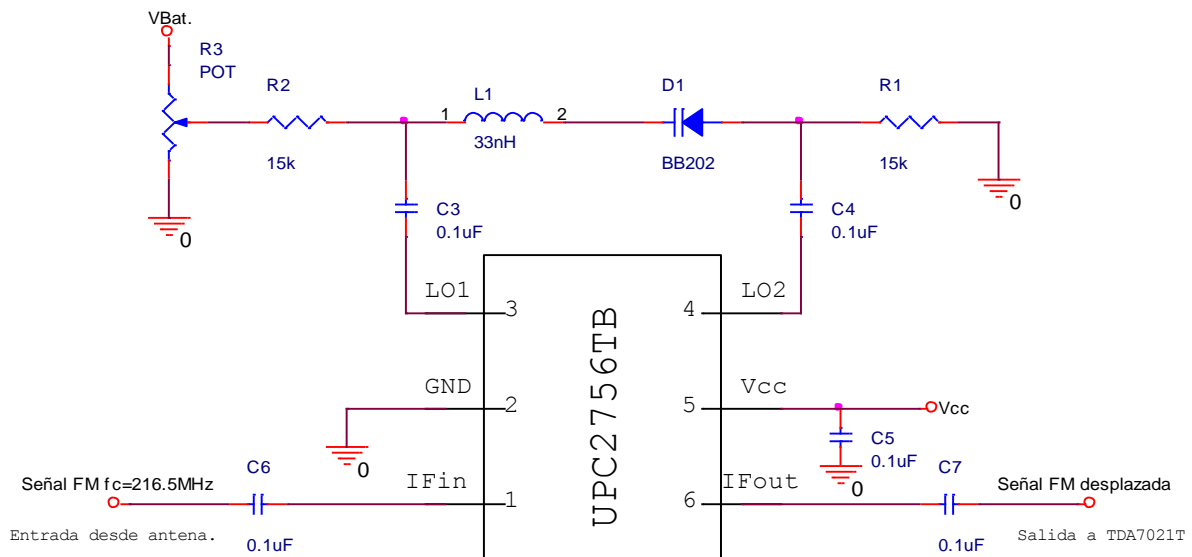 VBat.
R3
POT
R2
15k
L1
1
2
33nH
D1
BB202
R1
15k
0
0
C3
0.1uF
C4
0.1uF
LO1
3
LO2
4
UPC2756TB
GND
2
Vcc
5
Vcc
0
C5
0.1uF
0
C6
0.1uF
IFin
1
IFout
6
C7
0.1uF
Señal FM fc=216.5MHz
Entrada desde antena.
Señal FM desplazada
Salida a TDA7021T